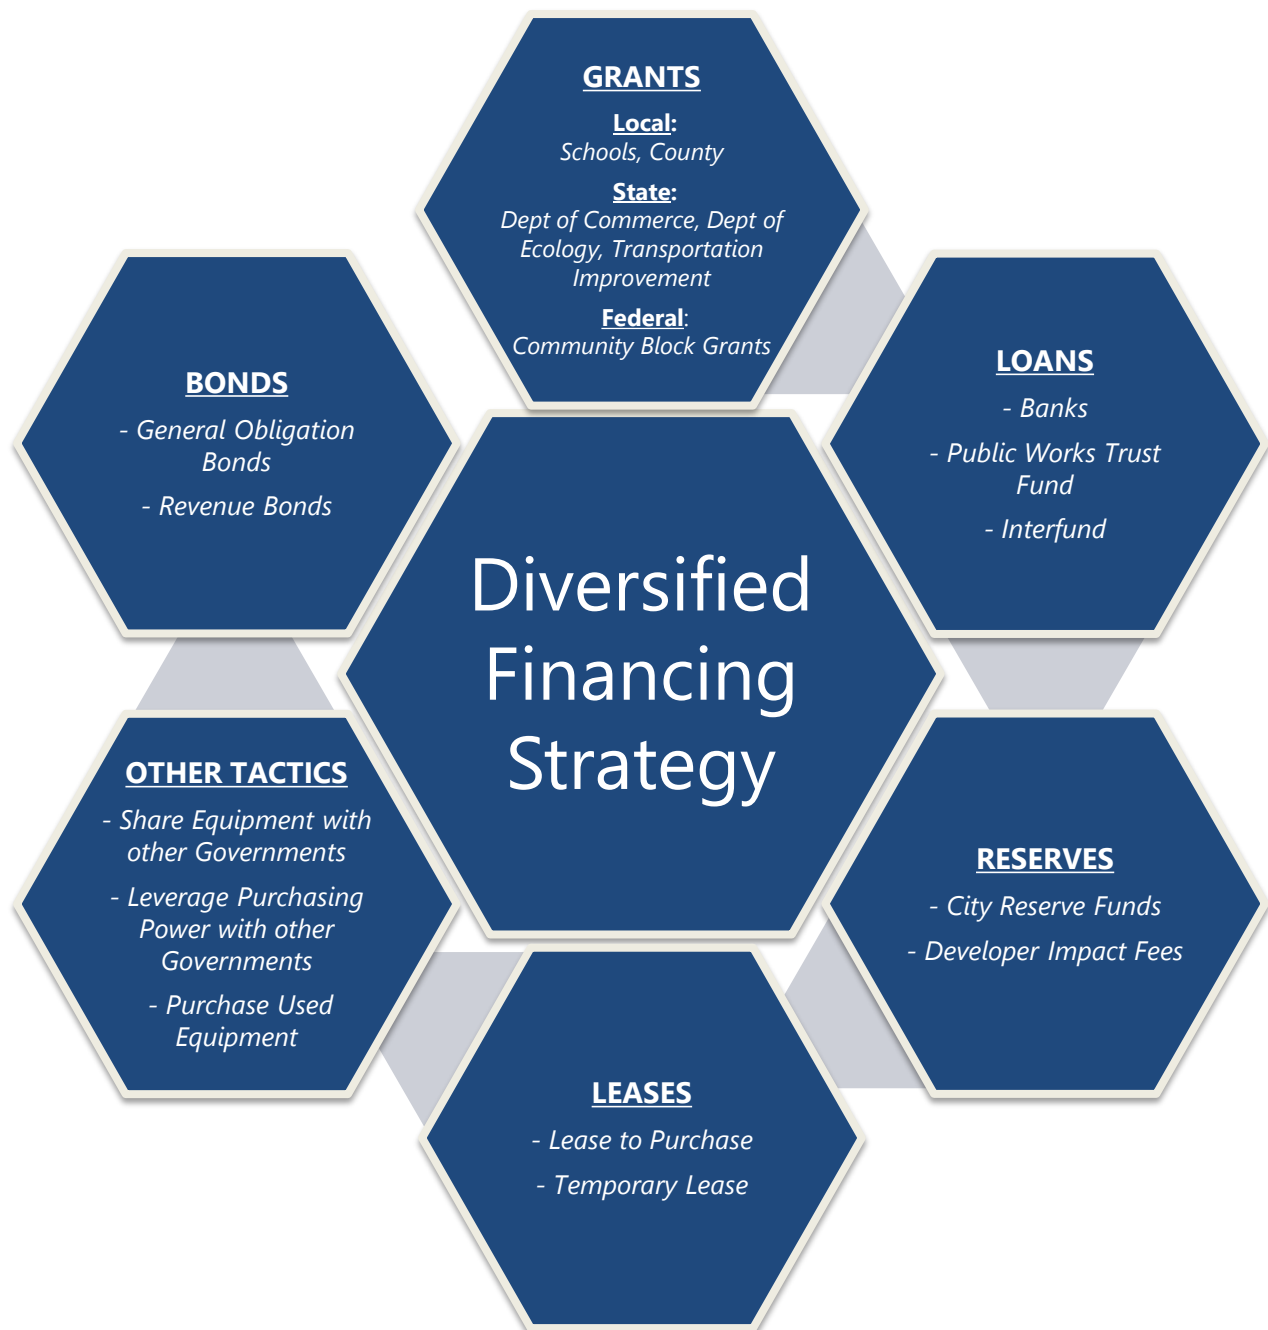 GRANTS
Local:
Schools, County
State:
Dept of Commerce, Dept of
Ecology, Transportation
Improvement
Federal:
Community Block Grants
LOANS
- Banks
- Public Works Trust
Fund
- Interfund
RESERVES
- City Reserve Funds
- Developer Impact Fees
LEASES
- Lease to Purchase
- Temporary Lease
OTHER TACTICS
- Share Equipment with
other Governments
- Leverage Purchasing
Power with other
Governments
- Purchase Used
Equipment
BONDS
- General Obligation
Bonds
- Revenue Bonds
Diversified
Financing
Strategy